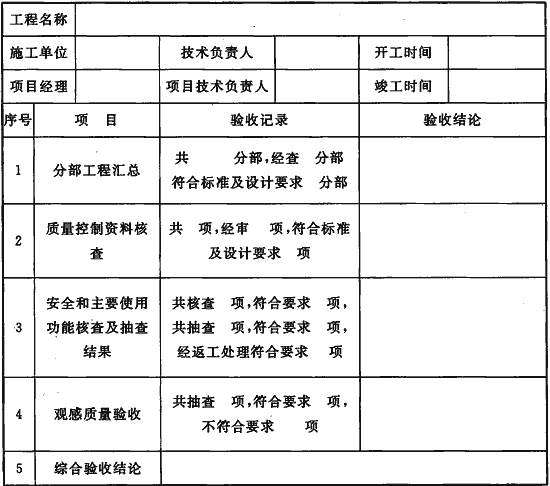 工程名称
施工单位 技术负责人 开工时间
项目经理 项目技术负责人 竣工时间
序号 项 目 验收记录 验收结论
1 分部工程汇总 共 分部,经查 分部
符合标准及设计要求 分部
2 质量控制资料核
查
共 项,经审 项,符合标准
及设计要求 项
3 安全和主要使用
功能核查及抽查
结果
共核查 项,符合要求 项,
共抽查 项,符合要求 项,
经返工处理符合要求 项
4 观感质量验收 共抽查 项,符合要求 项,
不符合要求 项
5 综合验收结论